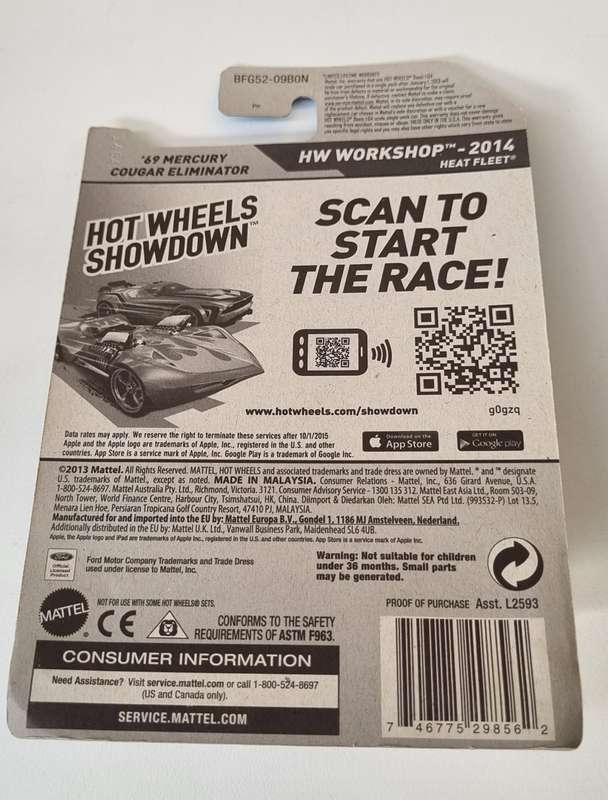 BFG52-09B0N
'69 MERCURY
COUGAR ELIMINATOR
HW WORKSHOP™ - 2014
HEAT FLEET®
HOT WHEELS
SHOWDOWN™
SCAN TO
START
THE RACE!
www.hotwheels.com/showdown
g0gzq
Data rates may apply. We reserve the right to terminate these services after 10/1/2015
Apple and the Apple logo are trademarks of Apple, Inc., registered in the U.S. and other
countries. App Store is a service mark of Apple, Inc. Google Play is a trademark of Google Inc.
Download on the
App Store
GET IT ON
Google play
©2013 Mattel. All Rights Reserved. MATTEL, HOT WHEELS and associated trademarks and trade dress are owned by Mattel. ® and ™ designate
U.S. trademarks of Mattel, except as noted. MADE IN MALAYSIA. Consumer Relations - Mattel, Inc., 636 Girard Avenue, U.S.A.
1-800-524-8697. Mattel Australia Pty. Ltd., Richmond, Victoria. 3121. Consumer Advisory Service - 1300 135 312. Mattel East Asia Ltd., Room 503-09,
North Tower, World Finance Centre, Harbour City, Tsimshatsui, HK, China. Diimport & Diedarkan Oleh: Mattel SEA Ptd Ltd. (993532-P) Lot 13.5,
Menara Lien Hoe, Persiaran Tropicana Golf Country Resort, 47410 PJ, MALAYSIA.
Manufactured for and imported into the EU by: Mattel Europa B.V., Gondel 1, 1186 MJ Amstelveen, Nederland.
Additionally distributed in the EU by: Mattel U.K. Ltd., Vanwall Business Park, Maidenhead SL6 4UB.
Apple, the Apple logo and iPad are trademarks of Apple Inc., registered in the U.S. and other countries. App Store is a service mark of Apple Inc.
Ford
Official
Licensed
Product
Ford Motor Company Trademarks and Trade Dress
used under license to Mattel, Inc.
Warning: Not suitable for children
under 36 months. Small parts
may be generated.
MATTEL
NOT FOR USE WITH SOME HOT WHEELS® SETS.
CE
CONFORMS TO THE SAFETY
REQUIREMENTS OF ASTM F963.
PROOF OF PURCHASE Asst. L2593
CONSUMER INFORMATION
Need Assistance? Visit service.mattel.com or call 1-800-524-8697
(US and Canada only).
SERVICE.MATTEL.COM
7 46775 29856 2